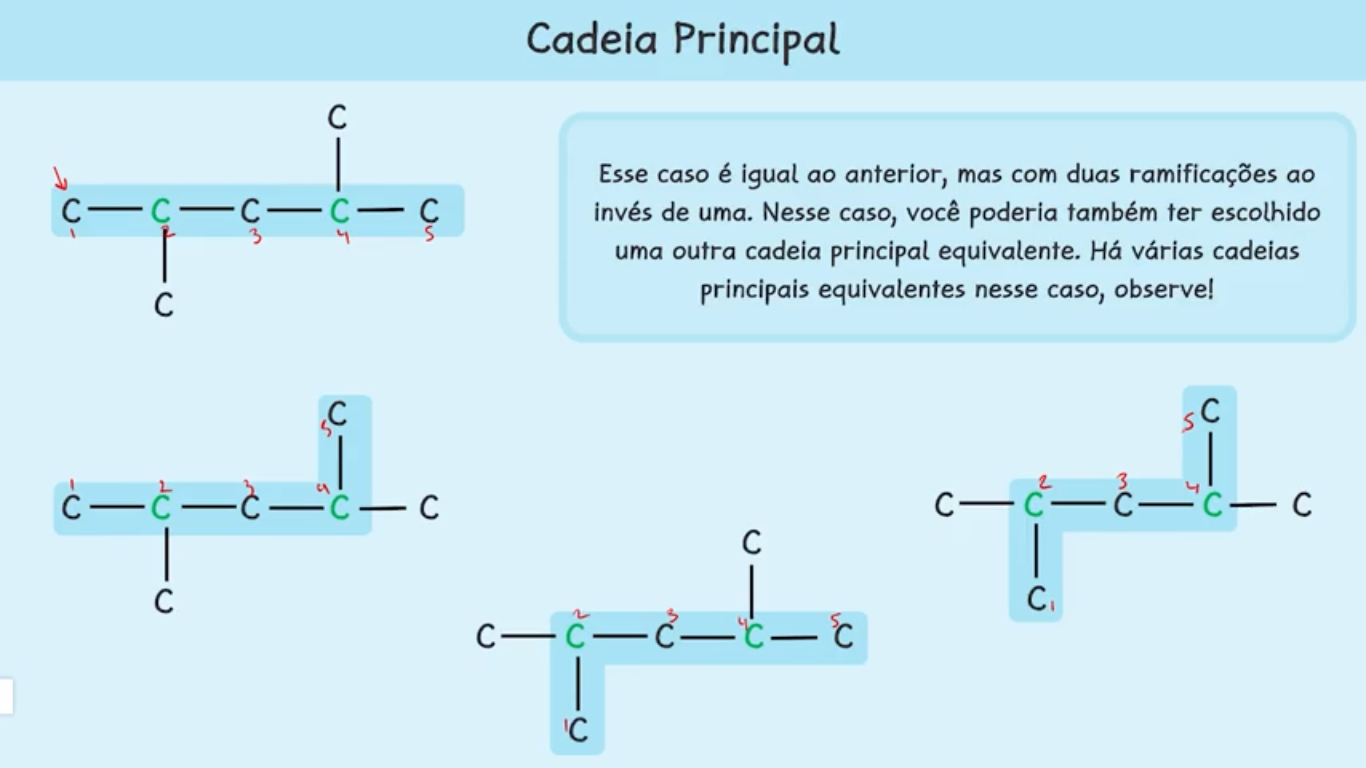 Cadeia Principal
C
C C C C C
1 2 3 4 5
C
Esse caso é igual ao anterior, mas com duas ramificações ao
invés de uma. Nesse caso, você poderia também ter escolhido
uma outra cadeia principal equivalente. Há várias cadeias
principais equivalentes nesse caso, observe!
5 C
1 2 3 4
C C C C C
C
C
2 3 4 5
C C C C C
1 C
5 C
2 3 4
C C C C C
C 1